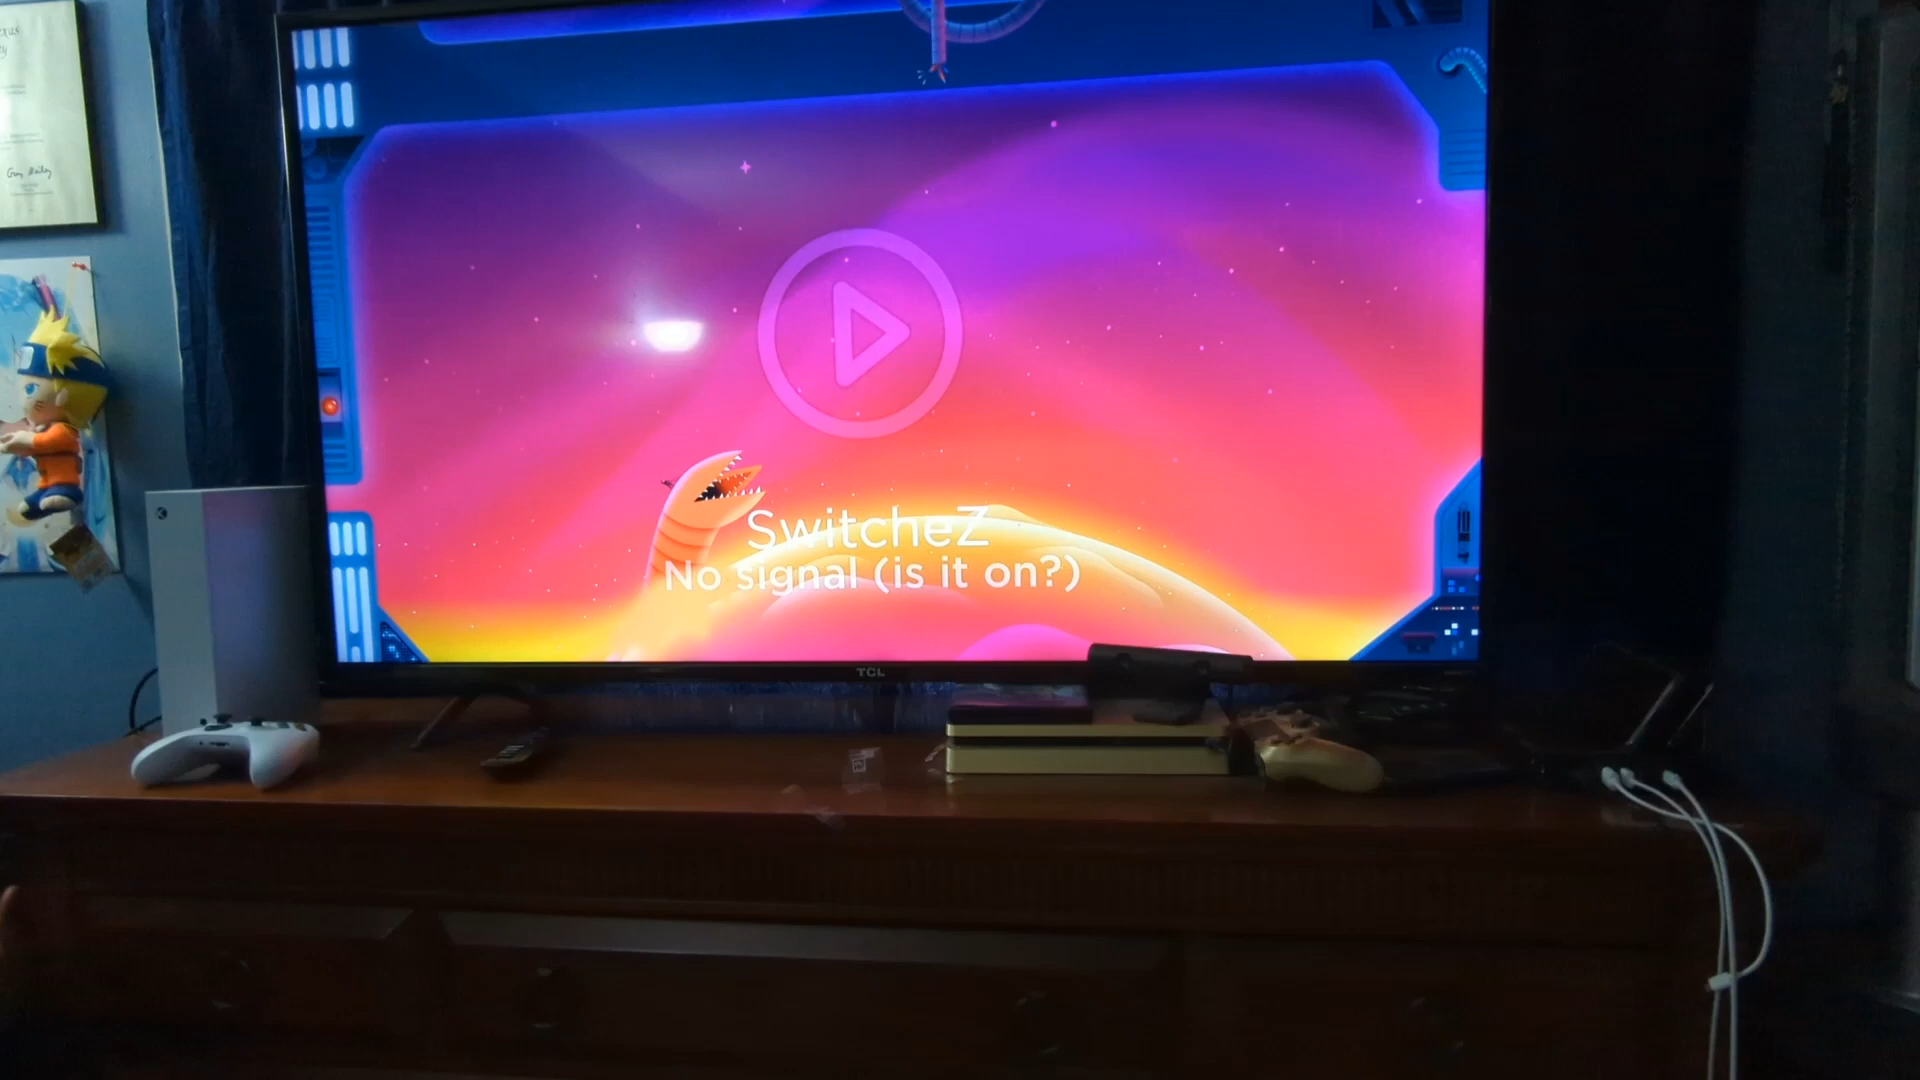 SwitcheZ
No signal (is it on?)
TCL